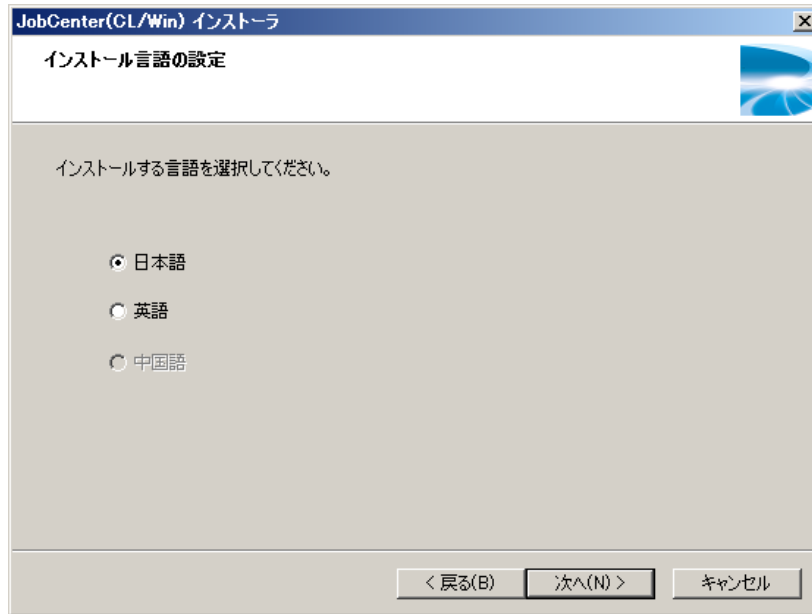 JobCenter(CL/Win) インストーラ
インストール言語の設定
インストールする言語を選択してください。
日本語
英語
中国語
< 戻る(B)
次へ(N) >
キャンセル